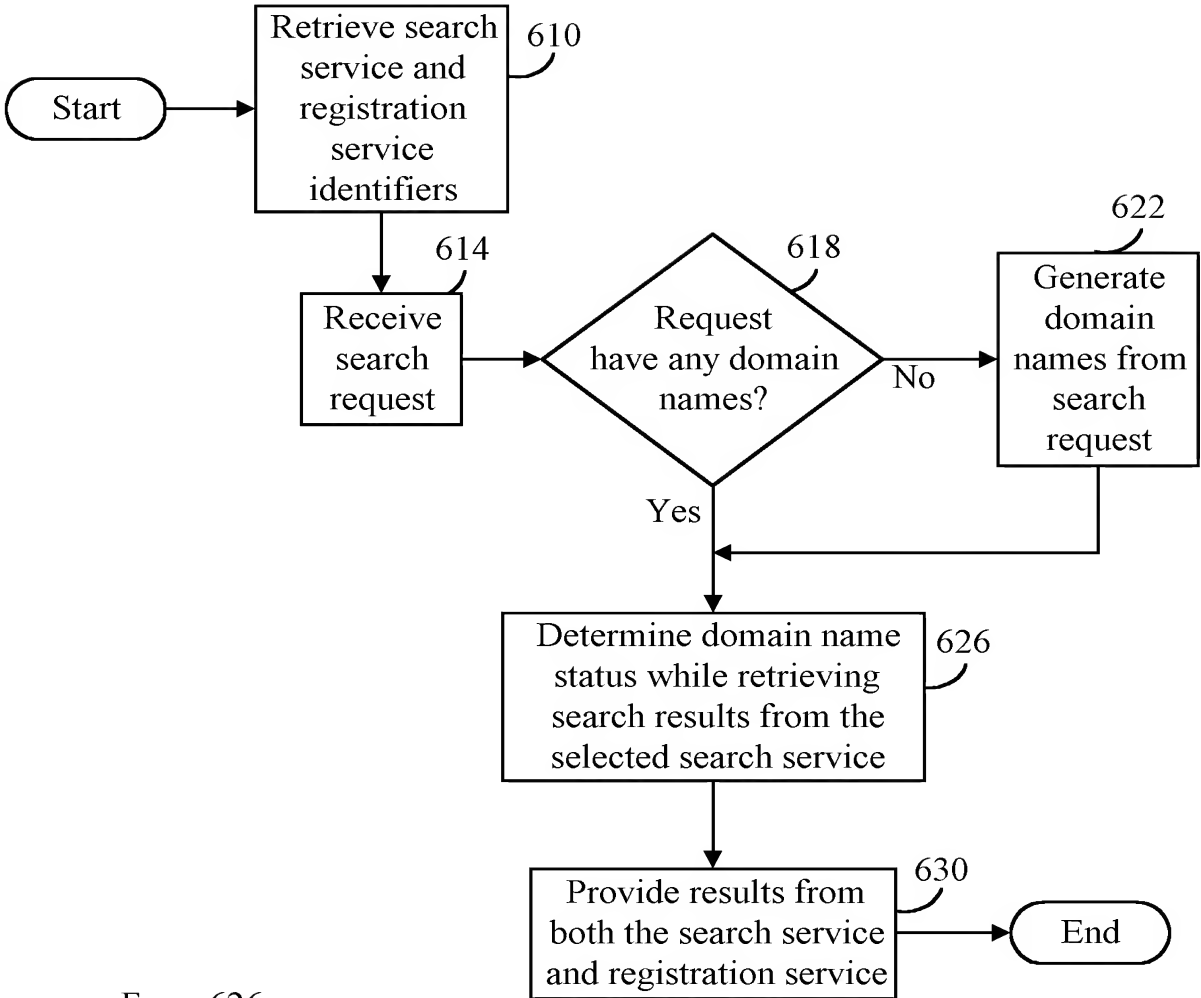 Retrieve search
service and
registration
service
identifiers
610
Start
622
614
618
Generate
domain
names from
search
request
Receive
search
request
Request
have any domain
names?
No
Yes
Determine domain name
status while retrieving
search results from the
selected search service
626
630
Provide results from
both the search service
and registration service
End
626